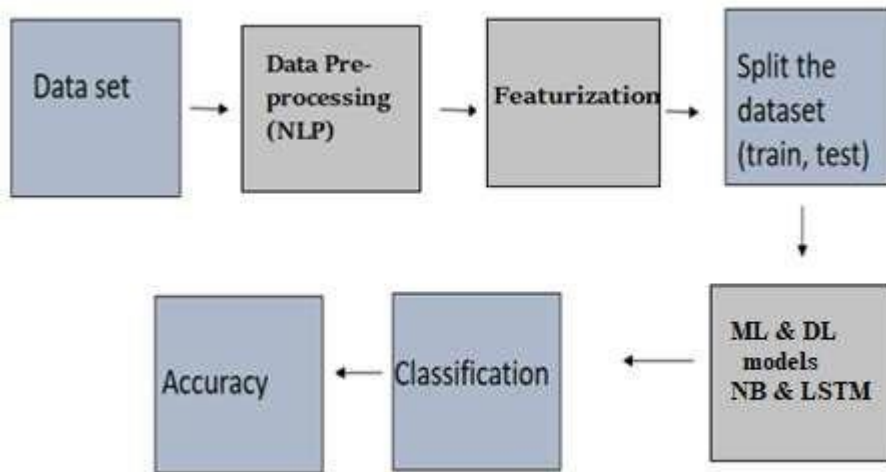 Data set
Data Pre-
processing
(NLP)
Featurization
Split the
dataset
(train, test)
ML & DL
models
NB & LSTM
Classification
Accuracy